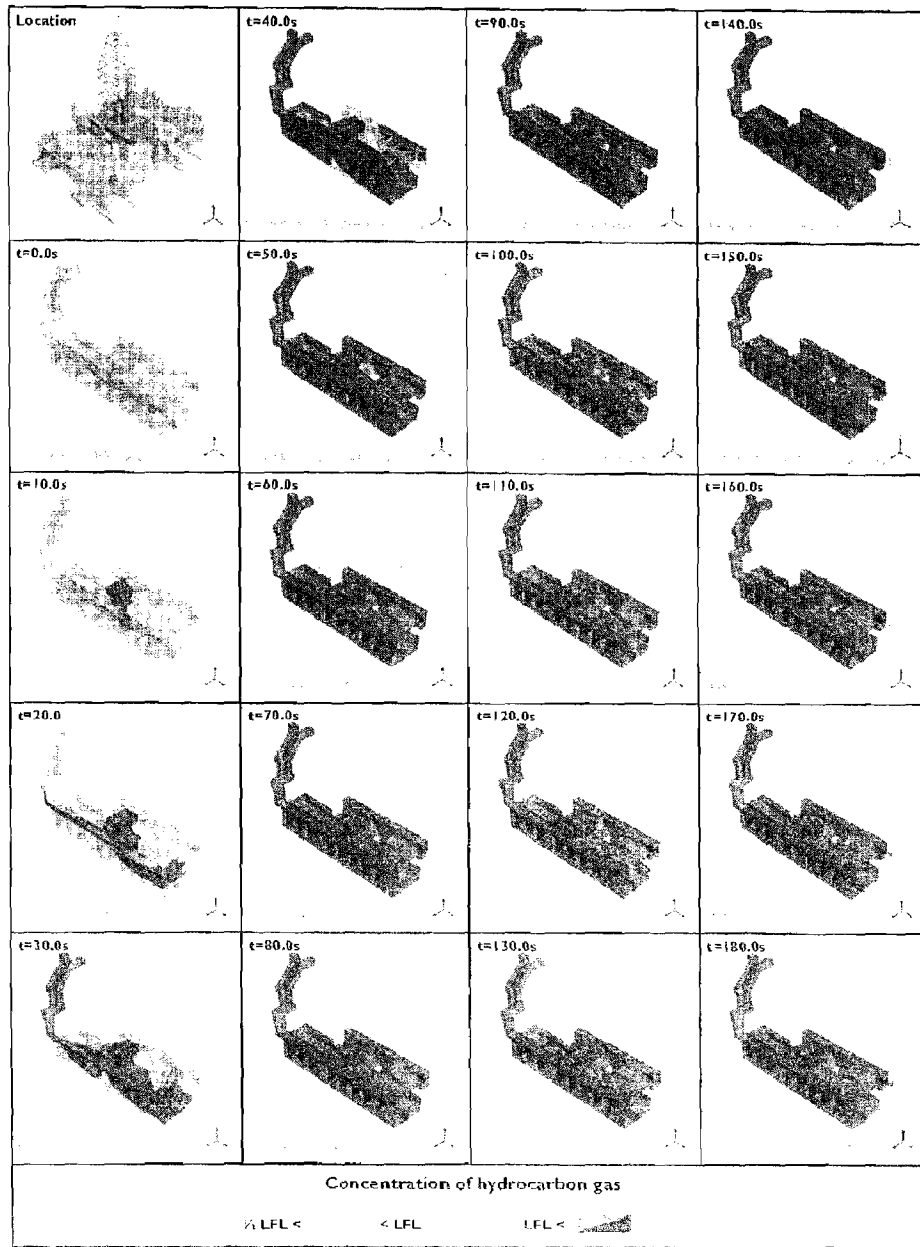 Location
t=40.0s
t=90.0s
t=140.0s
t=0.0s
t=50.0s
t=100.0s
t=150.0s
t=10.0s
t=60.0s
t=110.0s
t=160.0s
t=20.0
t=70.0s
t=120.0s
t=170.0s
t=30.0s
t=80.0s
t=130.0s
t=180.0s
Concentration of hydrocarbon gas
LFL < < LFL LFL <